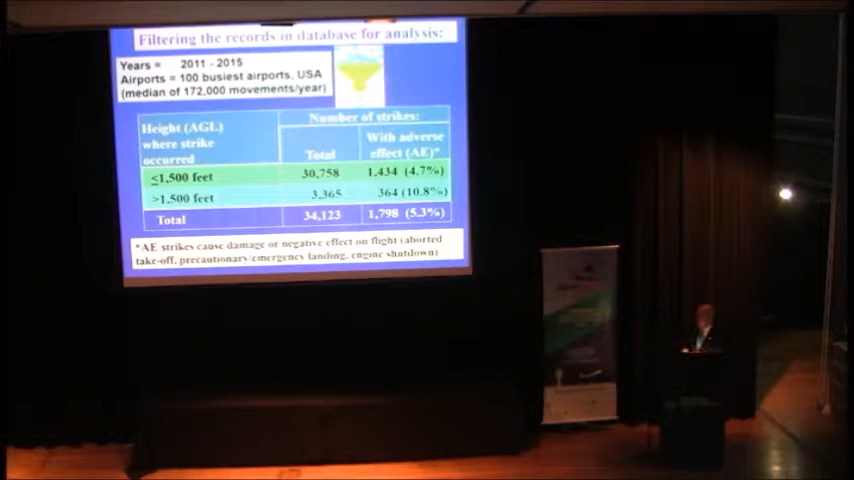 Filtering the records in database for analysis:
Years = 2011 - 2015
Airports = 100 busiest airports, USA
(median of 172,000 movements/year)
Height (AGL)
where strike
occurred
Number of strikes:
Total
With adverse
effect (AE)*
≤1,500 feet 30,758 1,434 (4.7%)
>1,500 feet 3,365 364 (10.8%)
Total 34,123 1,798 (5.3%)
*AE strikes cause damage or negative effect on flight (aborted
take-off, precautionary/emergency landing, engine shutdown)